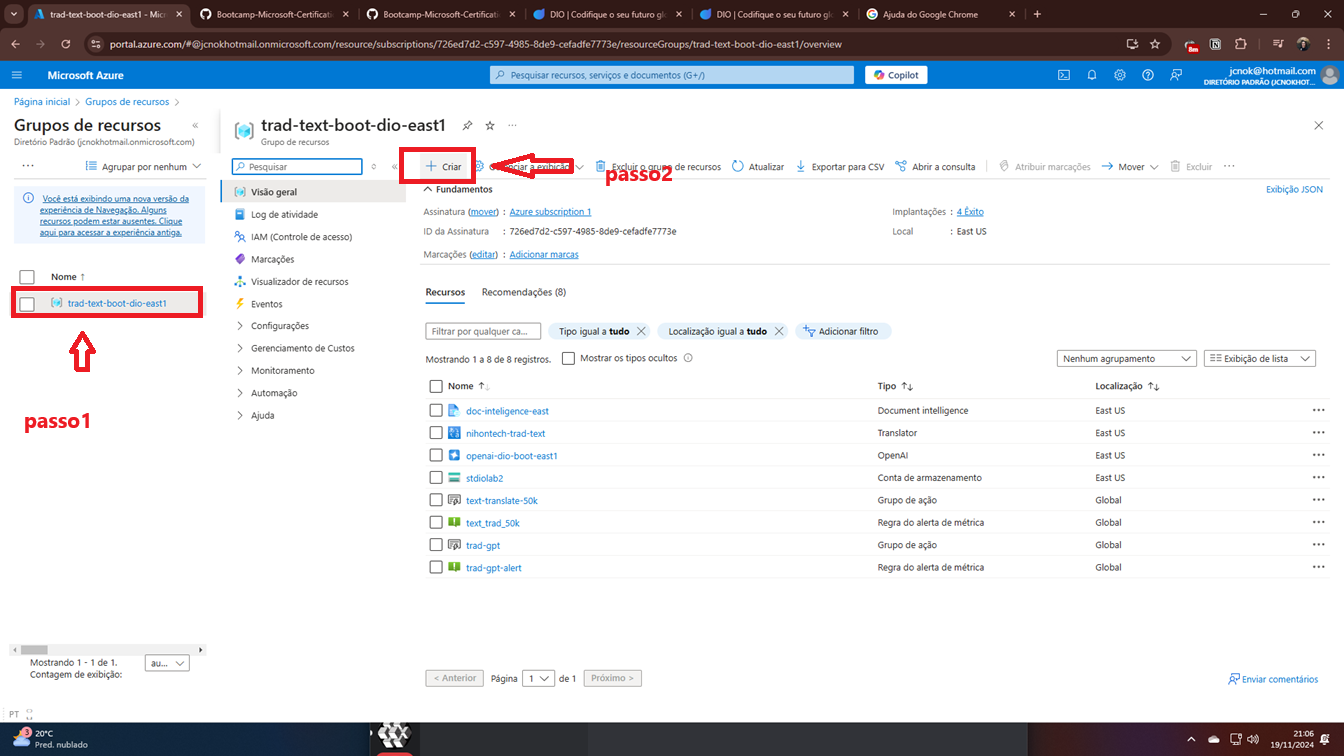 trad-text-boot-dio-east1 - Micr
Bootcamp-Microsoft-Certificatio
Bootcamp-Microsoft-Certificatio
DIO | Codifique o seu futuro glo
DIO | Codifique o seu futuro glo
Ajuda do Google Chrome
portal.azure.com/#@jcnokhotmail.onmicrosoft.com/resource/subscriptions/726ed7d2-c597-4985-8de9-cefadfe7773e/resourceGroups/trad-text-boot-dio-east1/overview
Microsoft Azure
Pesquisar recursos, serviços e documentos (G+/)
Copilot
jcnok@hotmail.com
DIRETÓRIO PADRÃO (JCNOKHOT...
Página inicial > Grupos de recursos >
Grupos de recursos
Diretório Padrão (jcnokhotmail.onmicrosoft.com)
Agrupar por nenhum
Você está exibindo uma nova versão da
experiência de Navegação. Alguns
recursos podem estar ausentes. Clique
aqui para acessar a experiência antiga.
Nome ↑
trad-text-boot-dio-east1
passo1
Mostrando 1 - 1 de 1.
Contagem de exibição:
au...
trad-text-boot-dio-east1
Grupo de recursos
Pesquisar
Visão geral
Log de atividade
IAM (Controle de acesso)
Marcações
Visualizador de recursos
Eventos
Configurações
Gerenciamento de Custos
Monitoramento
Automação
Ajuda
Criar
Excluir o grupo de recursos
Atualizar
Exportar para CSV
Abrir a consulta
Atribuir marcações
Mover
Excluir
passo2
Fundamentos
Exibição JSON
Assinatura (mover) : Azure subscription 1
Implantações : 4 Êxito
ID da Assinatura : 726ed7d2-c597-4985-8de9-cefadfe7773e
Local : East US
Marcações (editar) : Adicionar marcas
Recursos
Recomendações (8)
Filtrar por qualquer ca...
Tipo igual a tudo
Localização igual a tudo
Adicionar filtro
Mostrando 1 a 8 de 8 registros.
Mostrar os tipos ocultos
Nenhum agrupamento
Exibição de lista
Nome ↑↓ Tipo ↑↓ Localização ↑↓
doc-inteligence-east Document intelligence East US
nihontech-trad-text Translator East US
openai-dio-boot-east1 OpenAI East US
stdiolab2 Conta de armazenamento East US
text-translate-50k Grupo de ação Global
text_trad_50k Regra do alerta de métrica Global
trad-gpt Grupo de ação Global
trad-gpt-alert Regra do alerta de métrica Global
< Anterior Página 1 de 1 Próximo >
Enviar comentários
PT
3
20°C
Pred. nublado
21:06
19/11/2024